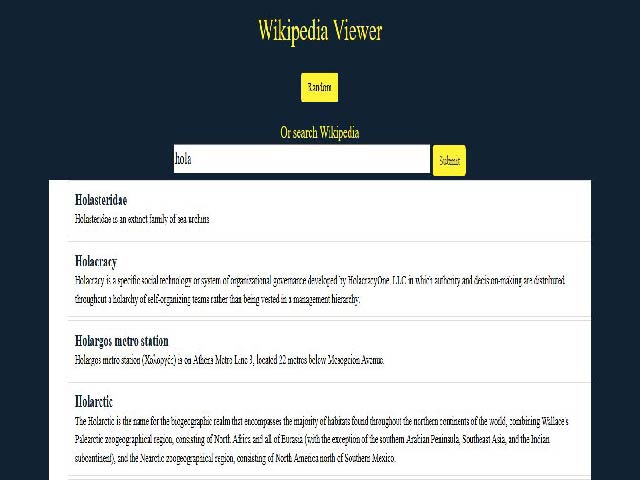 Wikipedia Viewer
Random
Or search Wikipedia
hola
Submit
Holasteridae
Holasteridae is an extinct family of sea urchins
Holacracy
Holacracy is a specific social technology or system of organizational governance developed by HolacracyOne, LLC in which authority and decision-making are distributed
throughout a holarchy of self-organizing teams rather than being vested in a management hierarchy.
Holargos metro station
Holargos metro station (Χολαργός) is on Athens Metro Line 3, located 22 metres below Mesogeion Avenue.
Holarctic
The Holarctic is the name for the biogeographic realm that encompasses the majority of habitats found throughout the northern continents of the world, combining Wallace's
Palearctic zoogeographical region, consisting of North Africa and all of Eurasia (with the exception of the southern Arabian Peninsula, Southeast Asia, and the Indian
subcontinent), and the Nearctic zoogeographical region, consisting of North America north of Southern Mexico.